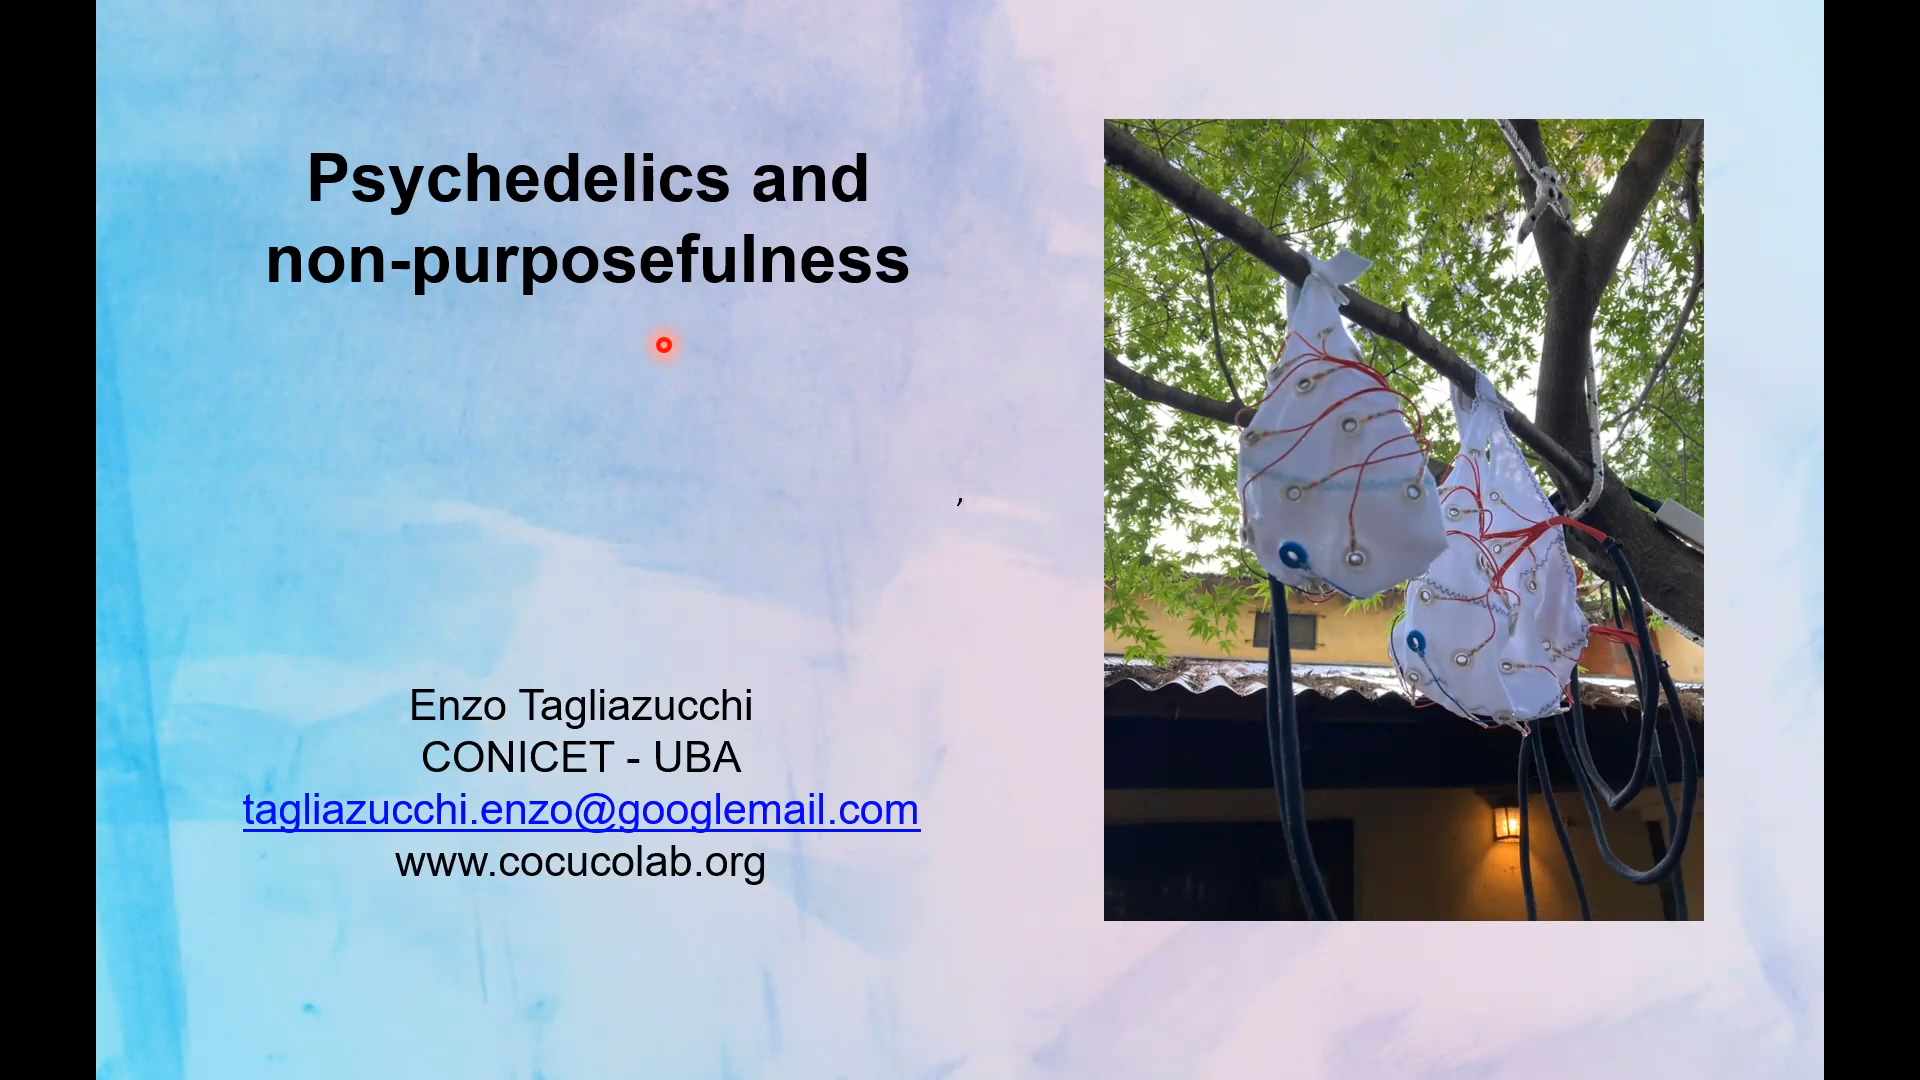 Psychedelics and
non-purposefulness
,
Enzo Tagliazucchi
CONICET - UBA
tagliazucchi.enzo@googlemail.com
www.cocucolab.org